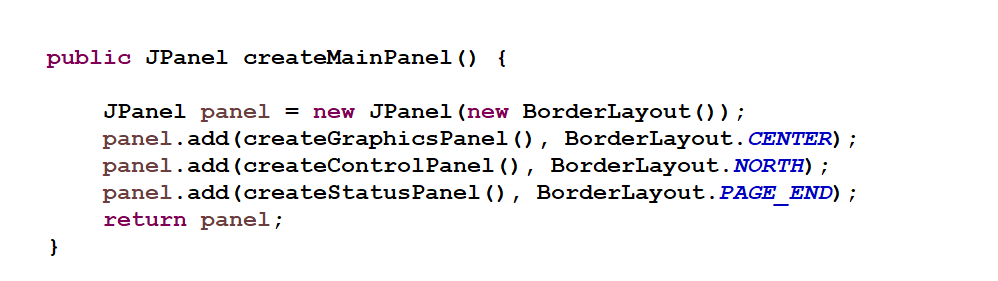 public JPanel createMainPanel() {
    JPanel panel = new JPanel(new BorderLayout());
    panel.add(createGraphicsPanel(), BorderLayout.CENTER);
    panel.add(createControlPanel(), BorderLayout.NORTH);
    panel.add(createStatusPanel(), BorderLayout.PAGE_END);
    return panel;
}